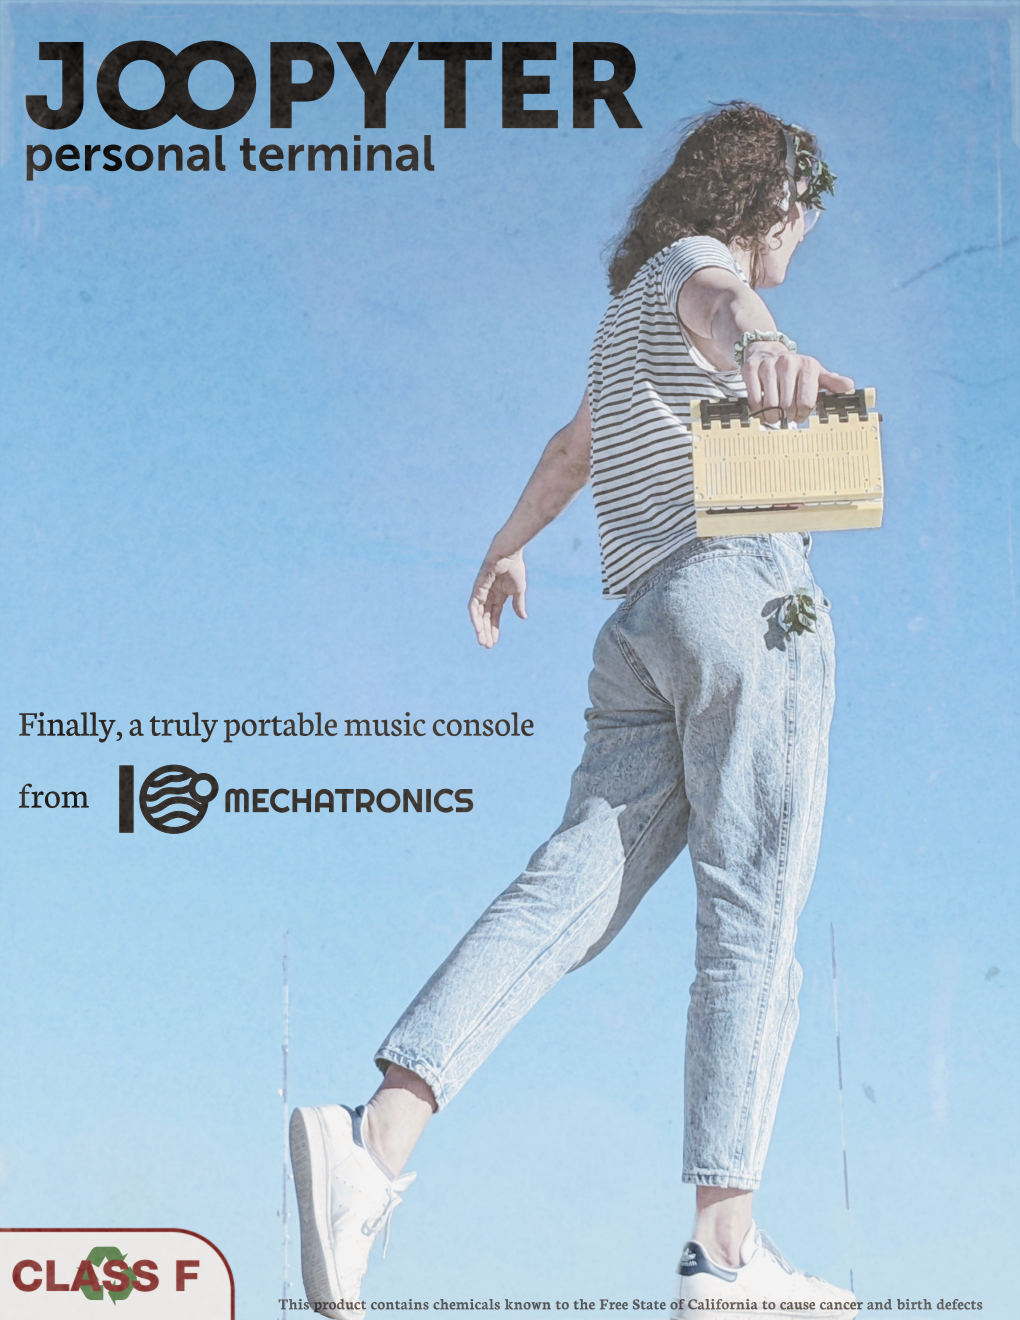 JOOPYTER
personal terminal
Finally, a truly portable music console
from IO MECHATRONICS
CLASS F
This product contains chemicals known to the Free State of California to cause cancer and birth defects